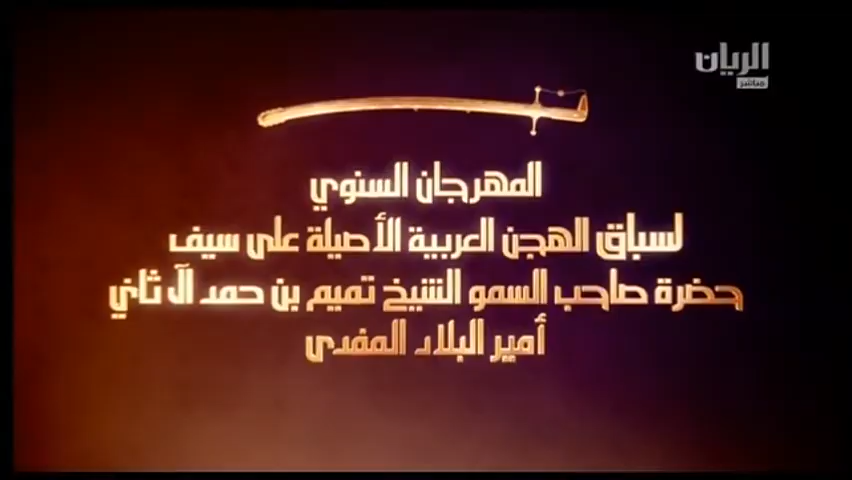 الريان
مباشر
المهرجان السنوي
لسباق الهجن العربية الأصيلة على سيف
حضرة صاحب السمو الشيخ تميم بن حمد آل ثاني
أمير البلاد المفدى